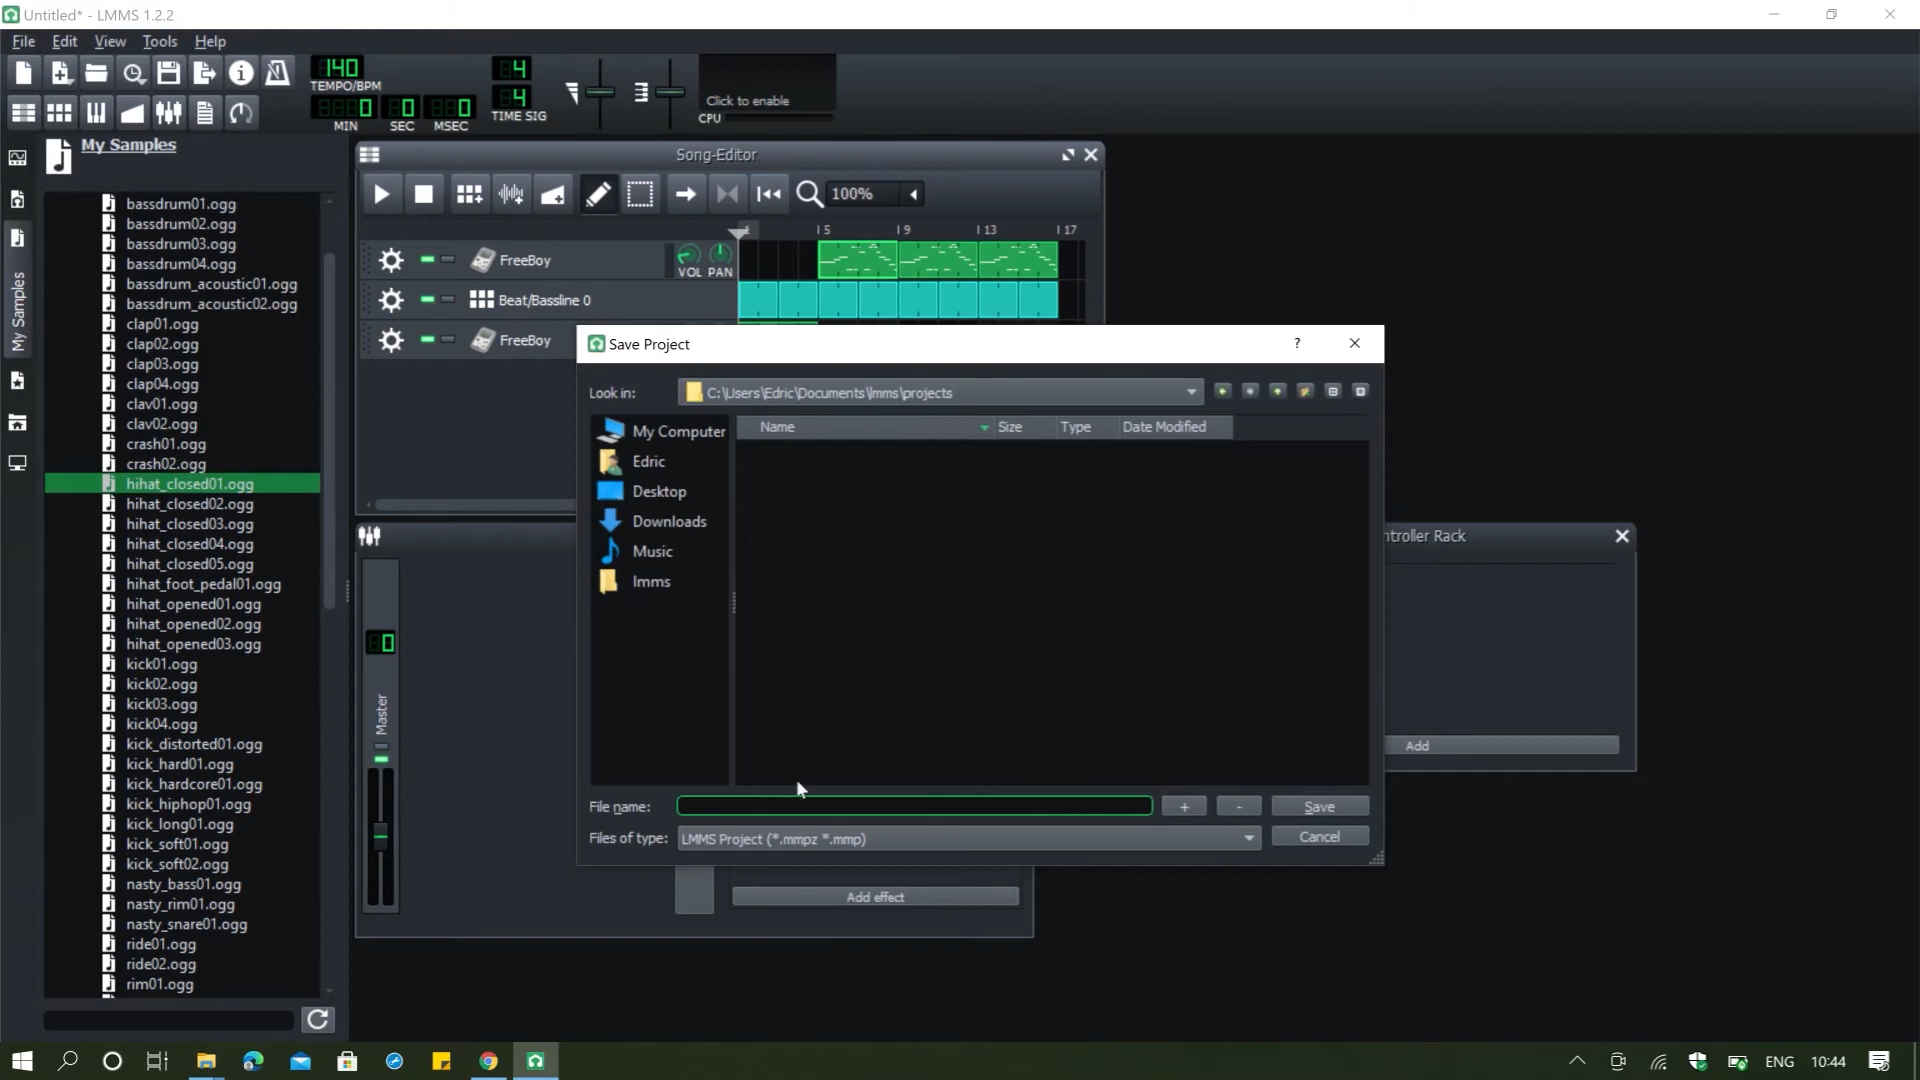 Untitled* - LMMS 1.2.2
File Edit View Tools Help
140
TEMPO/BPM
0 0 0
MIN SEC MSEC
4
4
TIME SIG
Click to enable
CPU
My Samples
My Samples
bassdrum01.ogg
bassdrum02.ogg
bassdrum03.ogg
bassdrum04.ogg
bassdrum_acoustic01.ogg
bassdrum_acoustic02.ogg
clap01.ogg
clap02.ogg
clap03.ogg
clap04.ogg
clav01.ogg
clav02.ogg
crash01.ogg
crash02.ogg
hihat_closed01.ogg
hihat_closed02.ogg
hihat_closed03.ogg
hihat_closed04.ogg
hihat_closed05.ogg
hihat_foot_pedal01.ogg
hihat_opened01.ogg
hihat_opened02.ogg
hihat_opened03.ogg
kick01.ogg
kick02.ogg
kick03.ogg
kick04.ogg
kick_distorted01.ogg
kick_hard01.ogg
kick_hardcore01.ogg
kick_hiphop01.ogg
kick_long01.ogg
kick_soft01.ogg
kick_soft02.ogg
nasty_bass01.ogg
nasty_rim01.ogg
nasty_snare01.ogg
ride01.ogg
ride02.ogg
rim01.ogg
Song-Editor
100%
5 9 13 17
FreeBoy
VOL PAN
Beat/Bassline 0
FreeBoy
0
Master
Save Project
?
Look in: C:\Users\Edric\Documents\lmms\projects
Name Size Type Date Modified
My Computer
Edric
Desktop
Downloads
Music
lmms
File name: + - Save
Files of type: LMMS Project (*.mmpz *.mmp) Cancel
Add effect
ntroller Rack
Add
ENG 10:44